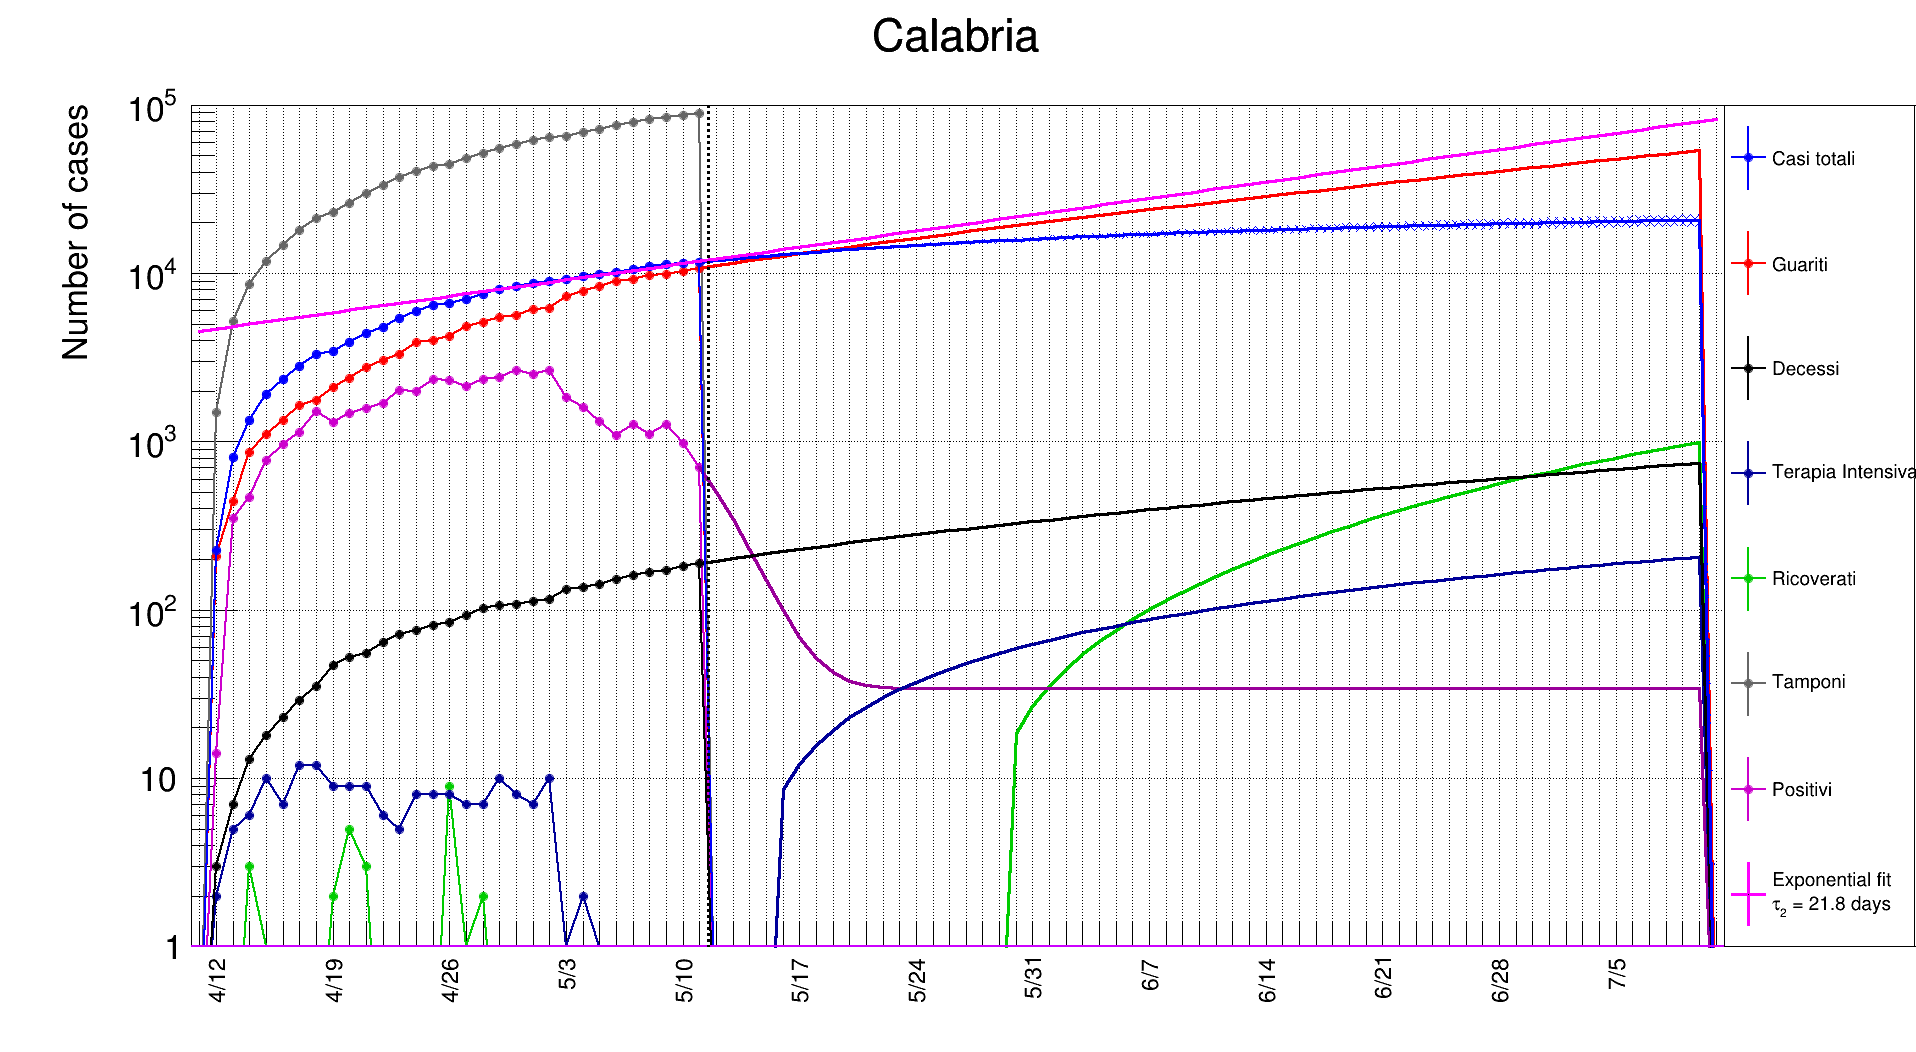 Calabria
Number of cases
10^5
10^4
10^3
10^2
10
1
4/12
4/19
4/26
5/3
5/10
5/17
5/24
5/31
6/7
6/14
6/21
6/28
7/5
Casi totali
Guariti
Decessi
Terapia Intensiva
Ricoverati
Tamponi
Positivi
Exponential fit
τ₂ = 21.8 days